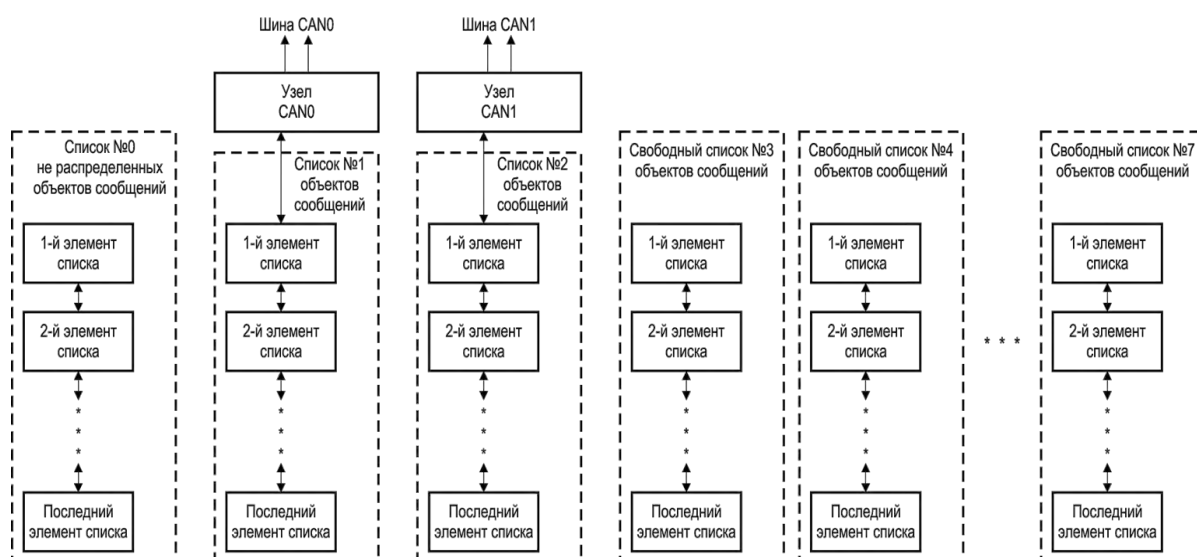 Шина CAN0
Шина CAN1
Узел
CAN0
Узел
CAN1
Список №0
не распределенных
объектов сообщений
Список №1
объектов
сообщений
Список №2
объектов
сообщений
Свободный список №3
объектов сообщений
Свободный список №4
объектов сообщений
Свободный список №7
объектов сообщений
1-й элемент
списка
1-й элемент
списка
1-й элемент
списка
1-й элемент
списка
1-й элемент
списка
1-й элемент
списка
2-й элемент
списка
2-й элемент
списка
2-й элемент
списка
2-й элемент
списка
2-й элемент
списка
* * *
2-й элемент
списка
Последний
элемент списка
Последний
элемент списка
Последний
элемент списка
Последний
элемент списка
Последний
элемент списка
Последний
элемент списка